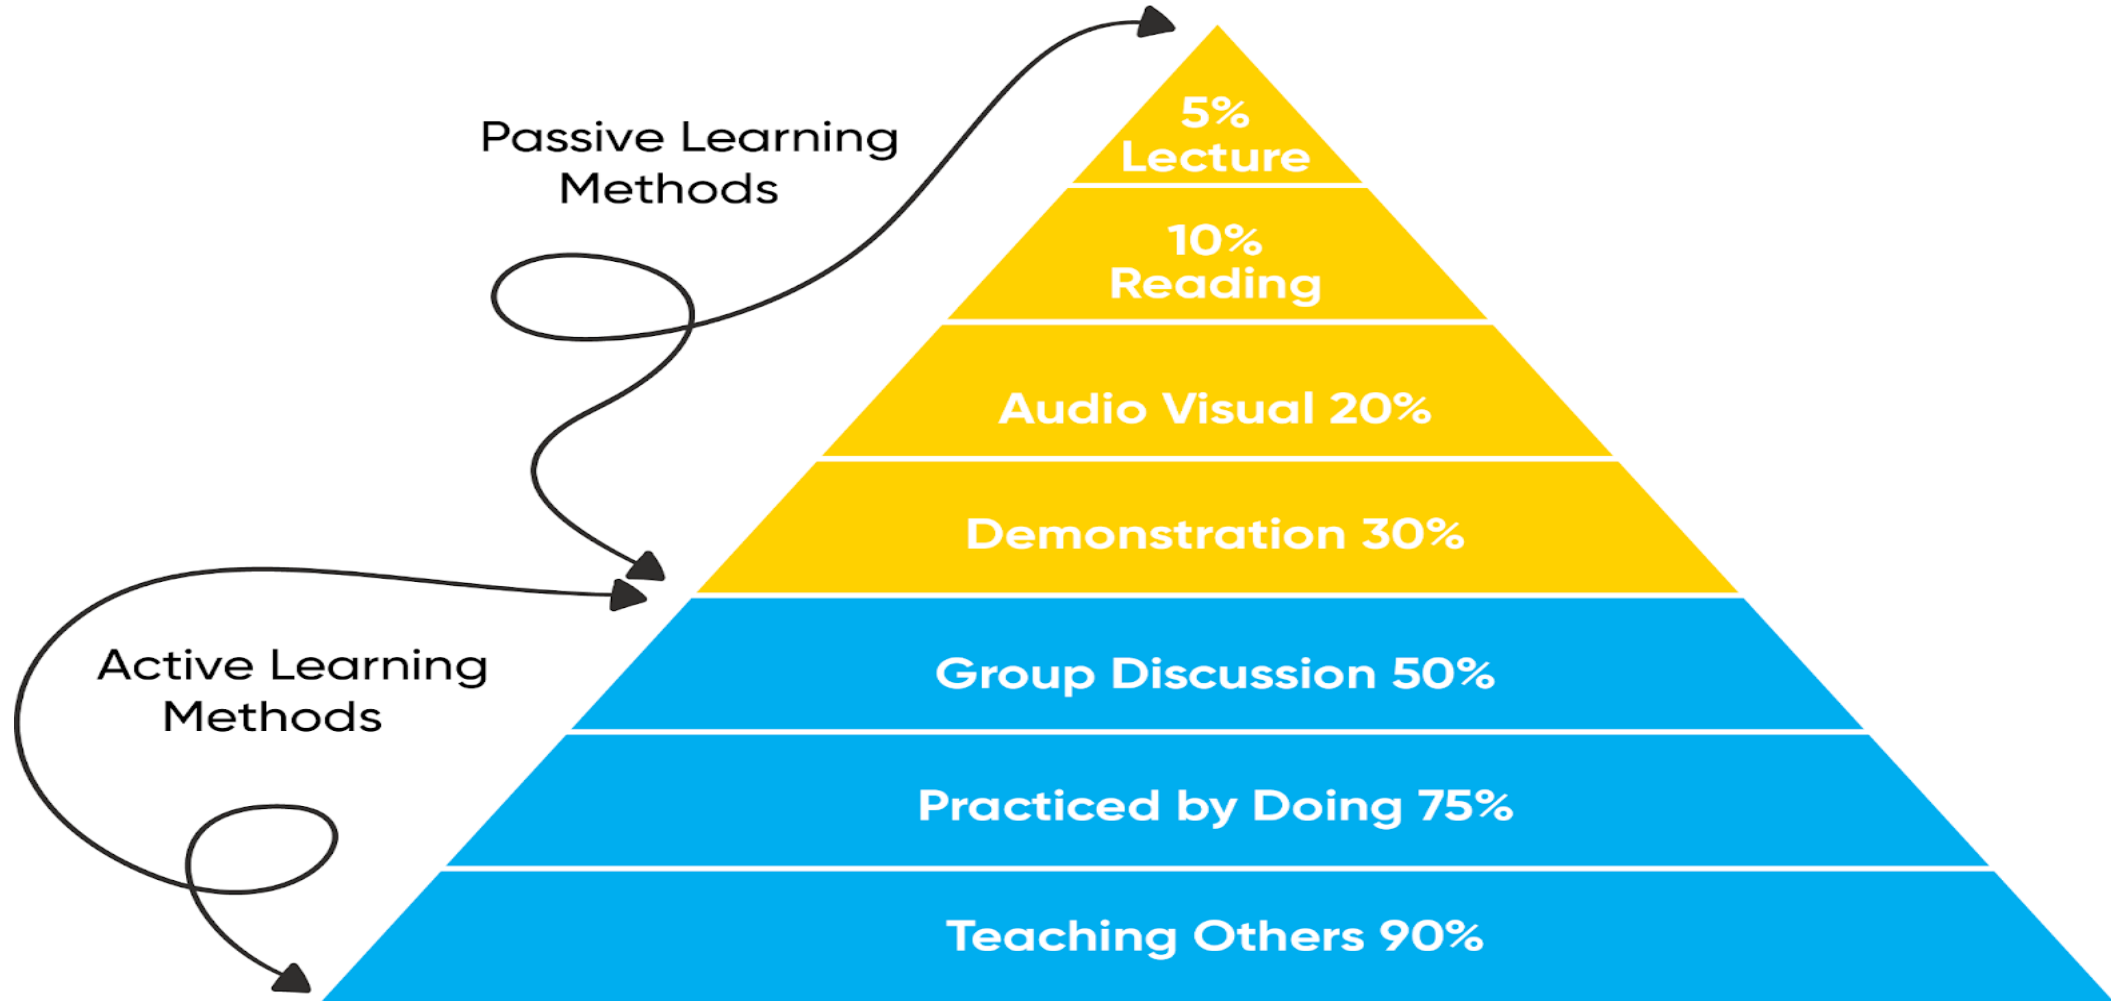 Passive Learning
Methods
5%
Lecture
10%
Reading
Audio Visual 20%
Demonstration 30%
Active Learning
Methods
Group Discussion 50%
Practiced by Doing 75%
Teaching Others 90%